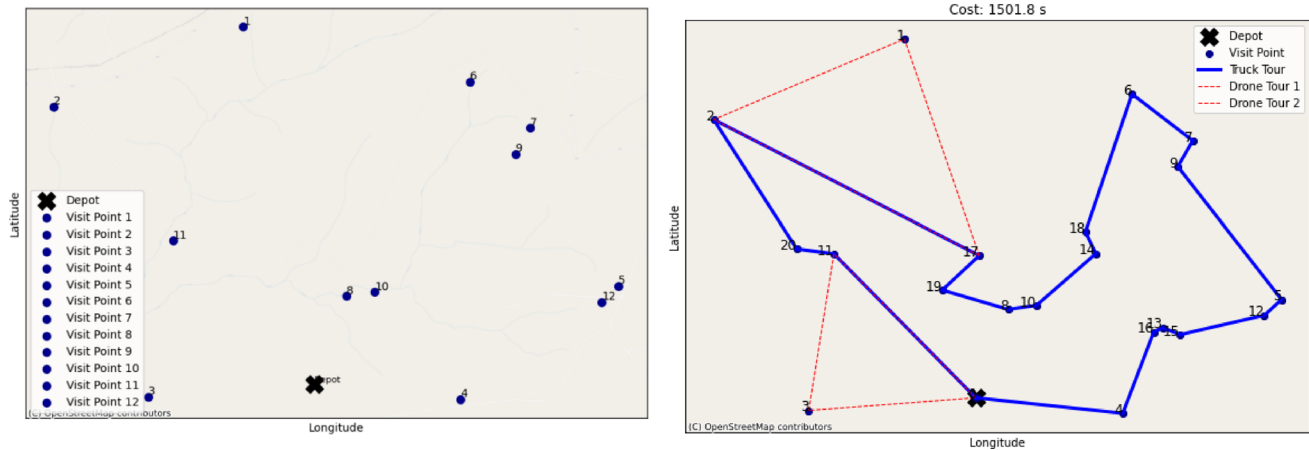 1
6
2
7
9
Latitude
Depot
Visit Point 1
Visit Point 2
Visit Point 3
Visit Point 4
Visit Point 5
Visit Point 6
Visit Point 7
Visit Point 8
Visit Point 9
Visit Point 10
Visit Point 11
Visit Point 12
11
5
8
10
12
Depot
3
4
(C) OpenStreetMap contributors
Longitude
Cost: 1501.8 s
Depot
Visit Point
Truck Tour
Drone Tour 1
Drone Tour 2
1
6
2
7
9
Latitude
18
20
11
17
14
19
8
10
5
12
13
16
15
3
4
(C) OpenStreetMap contributors
Longitude